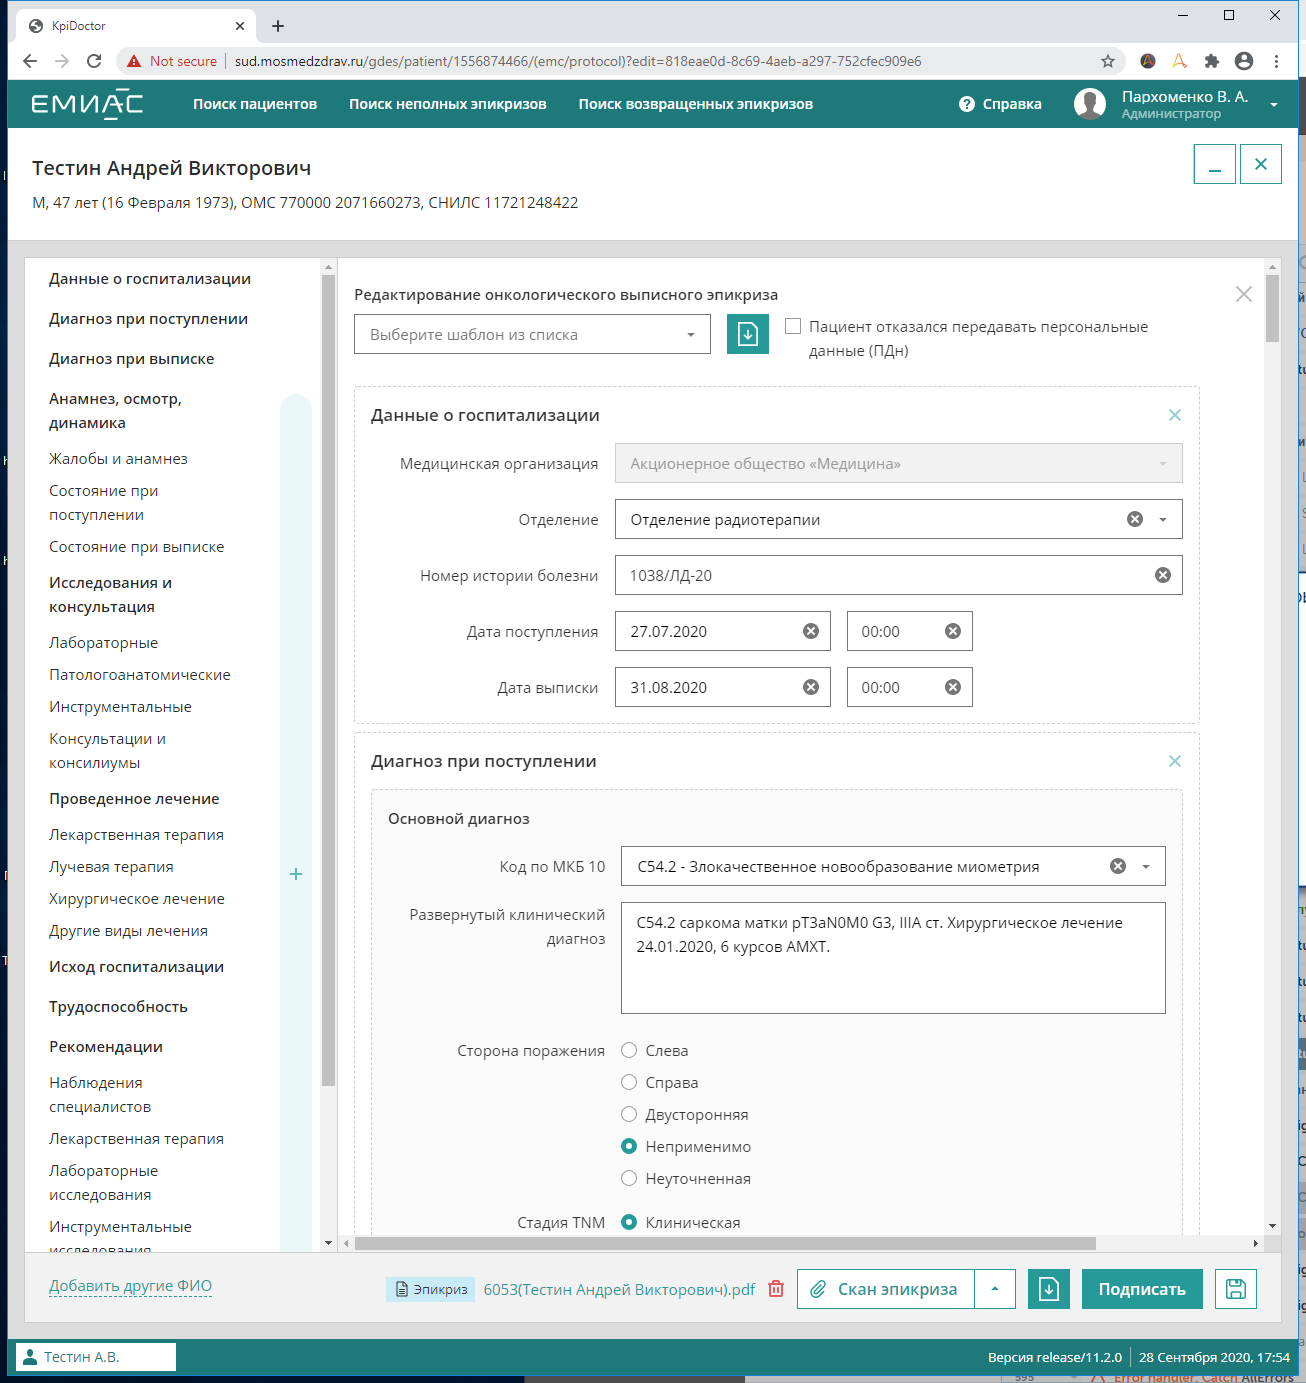 KpiDoctor
Not secure
sud.mosmedzdrav.ru/gdes/patient/1556874466/(emc/protocol)?edit=818eae0d-8c69-4aeb-a297-752cfec909e6
ЕМИАС
Поиск пациентов
Поиск неполных эпикризов
Поиск возвращенных эпикризов
Справка
Пархоменко В. А.
Администратор
Тестин Андрей Викторович
М, 47 лет (16 Февраля 1973), ОМС 770000 2071660273, СНИЛС 11721248422
Данные о госпитализации
Диагноз при поступлении
Диагноз при выписке
Анамнез, осмотр,
динамика
Жалобы и анамнез
Состояние при
поступлении
Состояние при выписке
Исследования и
консультация
Лабораторные
Патологоанатомические
Инструментальные
Консультации и
консилиумы
Проведенное лечение
Лекарственная терапия
Лучевая терапия
Хирургическое лечение
Другие виды лечения
Исход госпитализации
Трудоспособность
Рекомендации
Наблюдения
специалистов
Лекарственная терапия
Лабораторные
исследования
Инструментальные
исследования
Редактирование онкологического выписного эпикриза
Выберите шаблон из списка
Пациент отказался передавать персональные
данные (ПДн)
Данные о госпитализации
Медицинская организация
Акционерное общество «Медицина»
Отделение
Отделение радиотерапии
Номер истории болезни
1038/ЛД-20
Дата поступления
27.07.2020
00:00
Дата выписки
31.08.2020
00:00
Диагноз при поступлении
Основной диагноз
Код по МКБ 10
C54.2 - Злокачественное новообразование миометрия
Развернутый клинический
диагноз
C54.2 саркома матки pT3aN0M0 G3, IIIA ст. Хирургическое лечение
24.01.2020, 6 курсов АМХТ.
Сторона поражения
Слева
Справа
Двусторонняя
Неприменимо
Неуточненная
Стадия TNM
Клиническая
Добавить другие ФИО
Эпикриз
6053(Тестин Андрей Викторович).pdf
Скан эпикриза
Подписать
Тестин А.В.
Версия release/11.2.0
28 Сентября 2020, 17:54
595
Error handler. Catch AllErrors